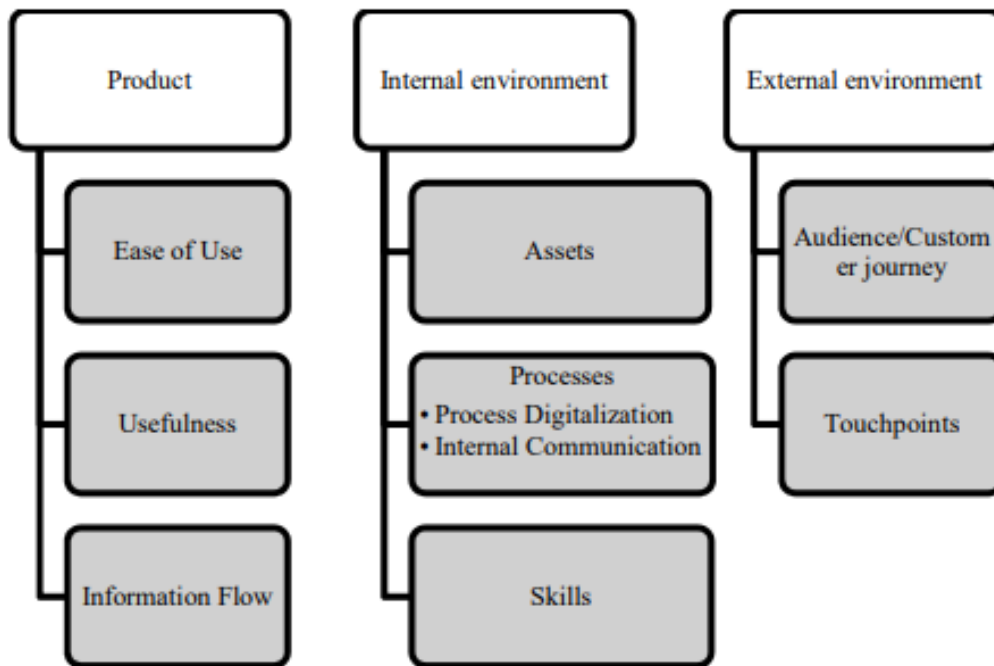 Product
Ease of Use
Usefulness
Information Flow
Internal environment
Assets
Processes
• Process Digitalization
• Internal Communication
Skills
External environment
Audience/Custom
er journey
Touchpoints